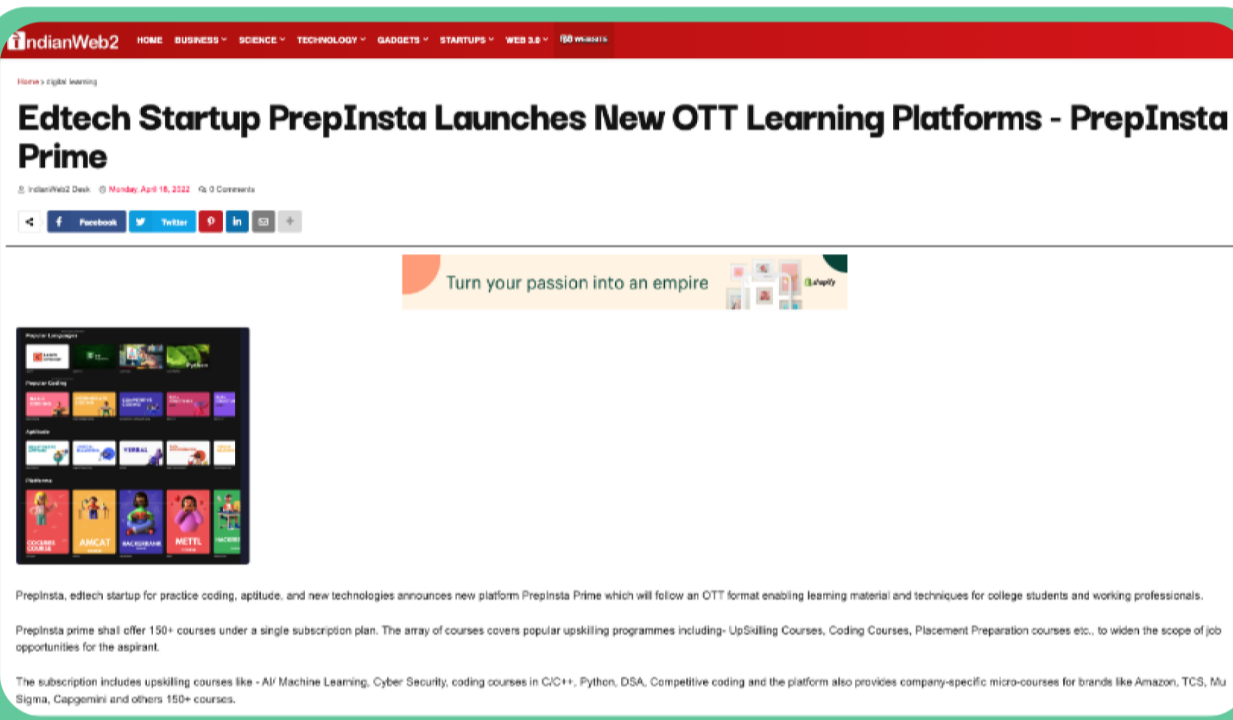 IndianWeb2 HOME BUSINESS SCIENCE TECHNOLOGY GADGETS STARTUPS WEB 3.0
Home › digital learning
Edtech Startup PrepInsta Launches New OTT Learning Platforms - PrepInsta
Prime
IndianWeb2 Desk Monday, April 18, 2022 0 Comments
Facebook Twitter in
Turn your passion into an empire shopify
Popular Languages
Python
Popular Coding
Aptitude
VERBAL
Platforms
COCUBES
COURSE
AMCAT HACKERRANK METTL
PrepInsta, edtech startup for practice coding, aptitude, and new technologies announces new platform PrepInsta Prime which will follow an OTT format enabling learning material and techniques for college students and working professionals.
PrepInsta prime shall offer 150+ courses under a single subscription plan. The array of courses covers popular upskilling programmes including- UpSkilling Courses, Coding Courses, Placement Preparation courses etc., to widen the scope of job
opportunities for the aspirant.
The subscription includes upskilling courses like - AI/ Machine Learning, Cyber Security, coding courses in C/C++, Python, DSA, Competitive coding and the platform also provides company-specific micro-courses for brands like Amazon, TCS, Mu
Sigma, Capgemini and others 150+ courses.